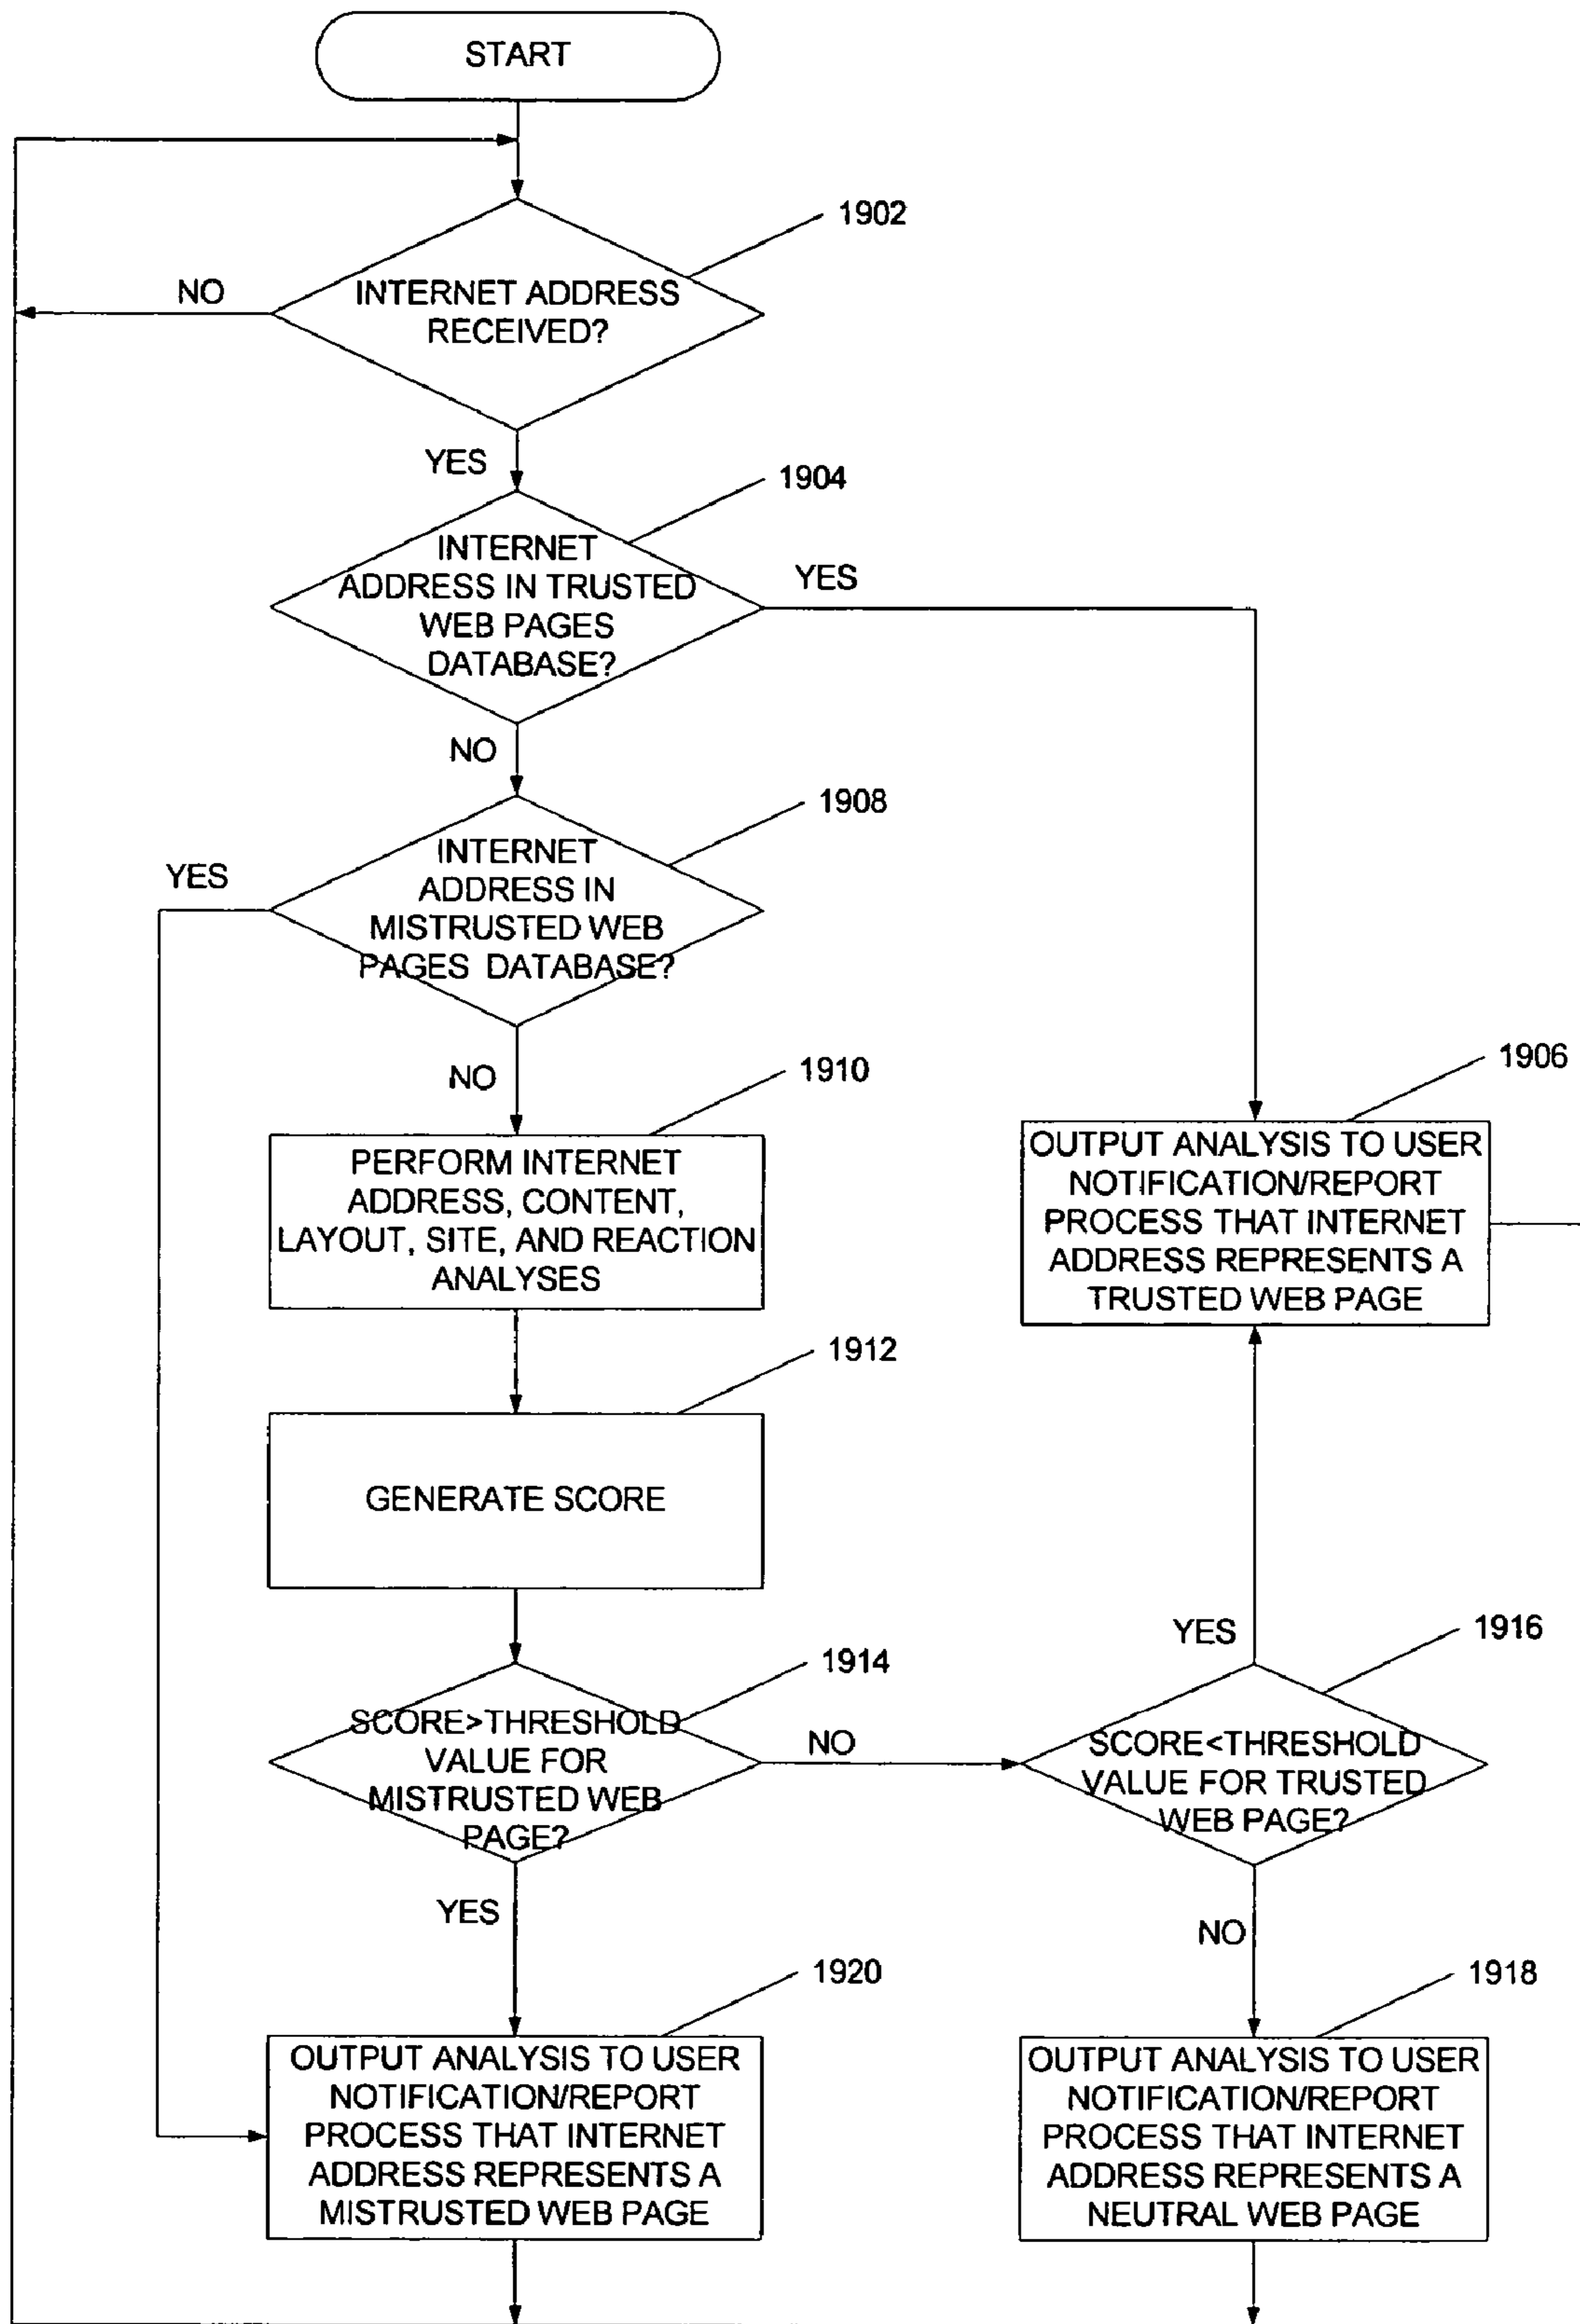 START
1902
INTERNET ADDRESS
RECEIVED?
NO
YES
1904
INTERNET
ADDRESS IN TRUSTED
WEB PAGES
DATABASE?
YES
NO
1908
INTERNET
ADDRESS IN
MISTRUSTED WEB
PAGES DATABASE?
YES
NO
1910
PERFORM INTERNET
ADDRESS, CONTENT,
LAYOUT, SITE, AND REACTION
ANALYSES
1906
OUTPUT ANALYSIS TO USER
NOTIFICATION/REPORT
PROCESS THAT INTERNET
ADDRESS REPRESENTS A
TRUSTED WEB PAGE
1912
GENERATE SCORE
1914
SCORE>THRESHOLD
VALUE FOR
MISTRUSTED WEB
PAGE?
NO
YES
1916
SCORE<THRESHOLD
VALUE FOR TRUSTED
WEB PAGE?
YES
NO
1920
OUTPUT ANALYSIS TO USER
NOTIFICATION/REPORT
PROCESS THAT INTERNET
ADDRESS REPRESENTS A
MISTRUSTED WEB PAGE
1918
OUTPUT ANALYSIS TO USER
NOTIFICATION/REPORT
PROCESS THAT INTERNET
ADDRESS REPRESENTS A
NEUTRAL WEB PAGE